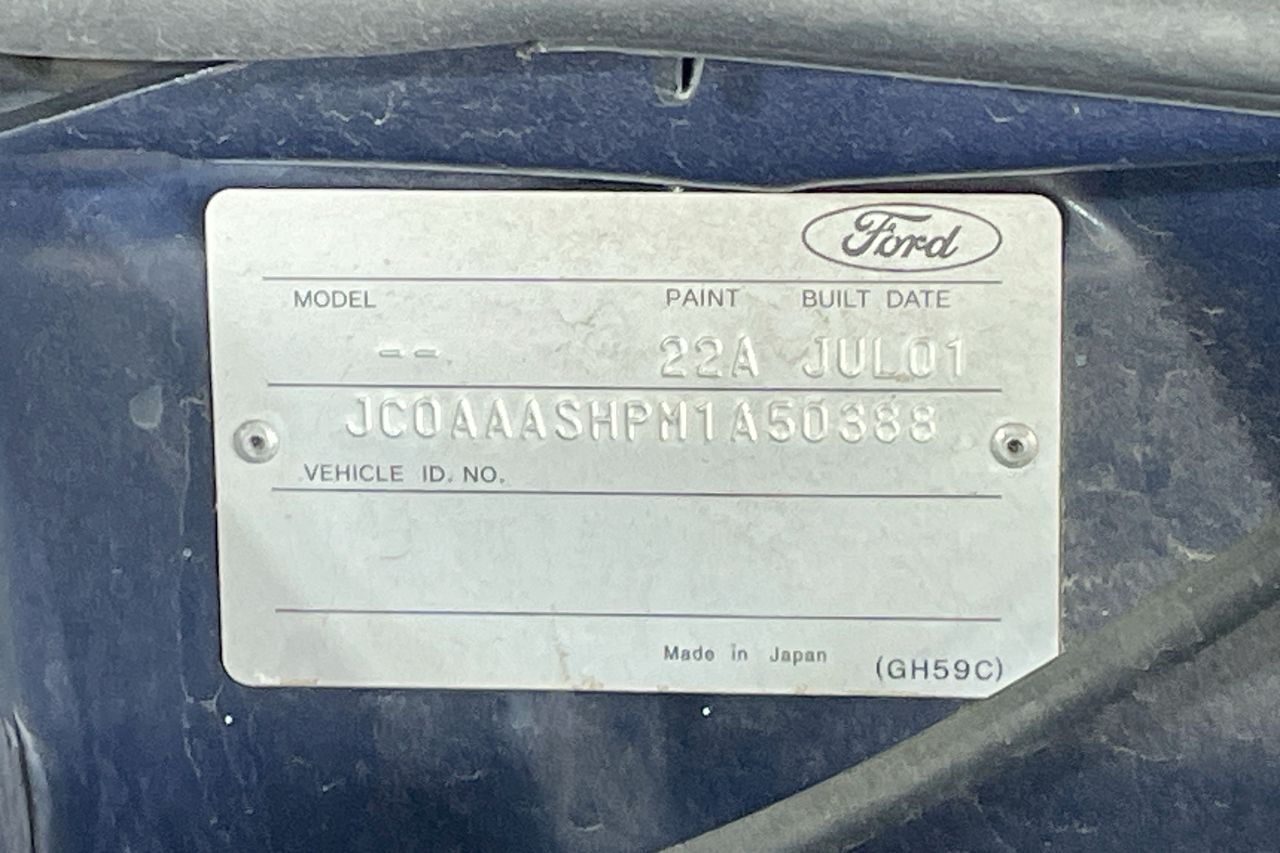 Ford
MODEL PAINT BUILT DATE
-- 22A JUL01
JC0AAASHPM1A50388
VEHICLE ID. NO.
Made in Japan (GH59C)